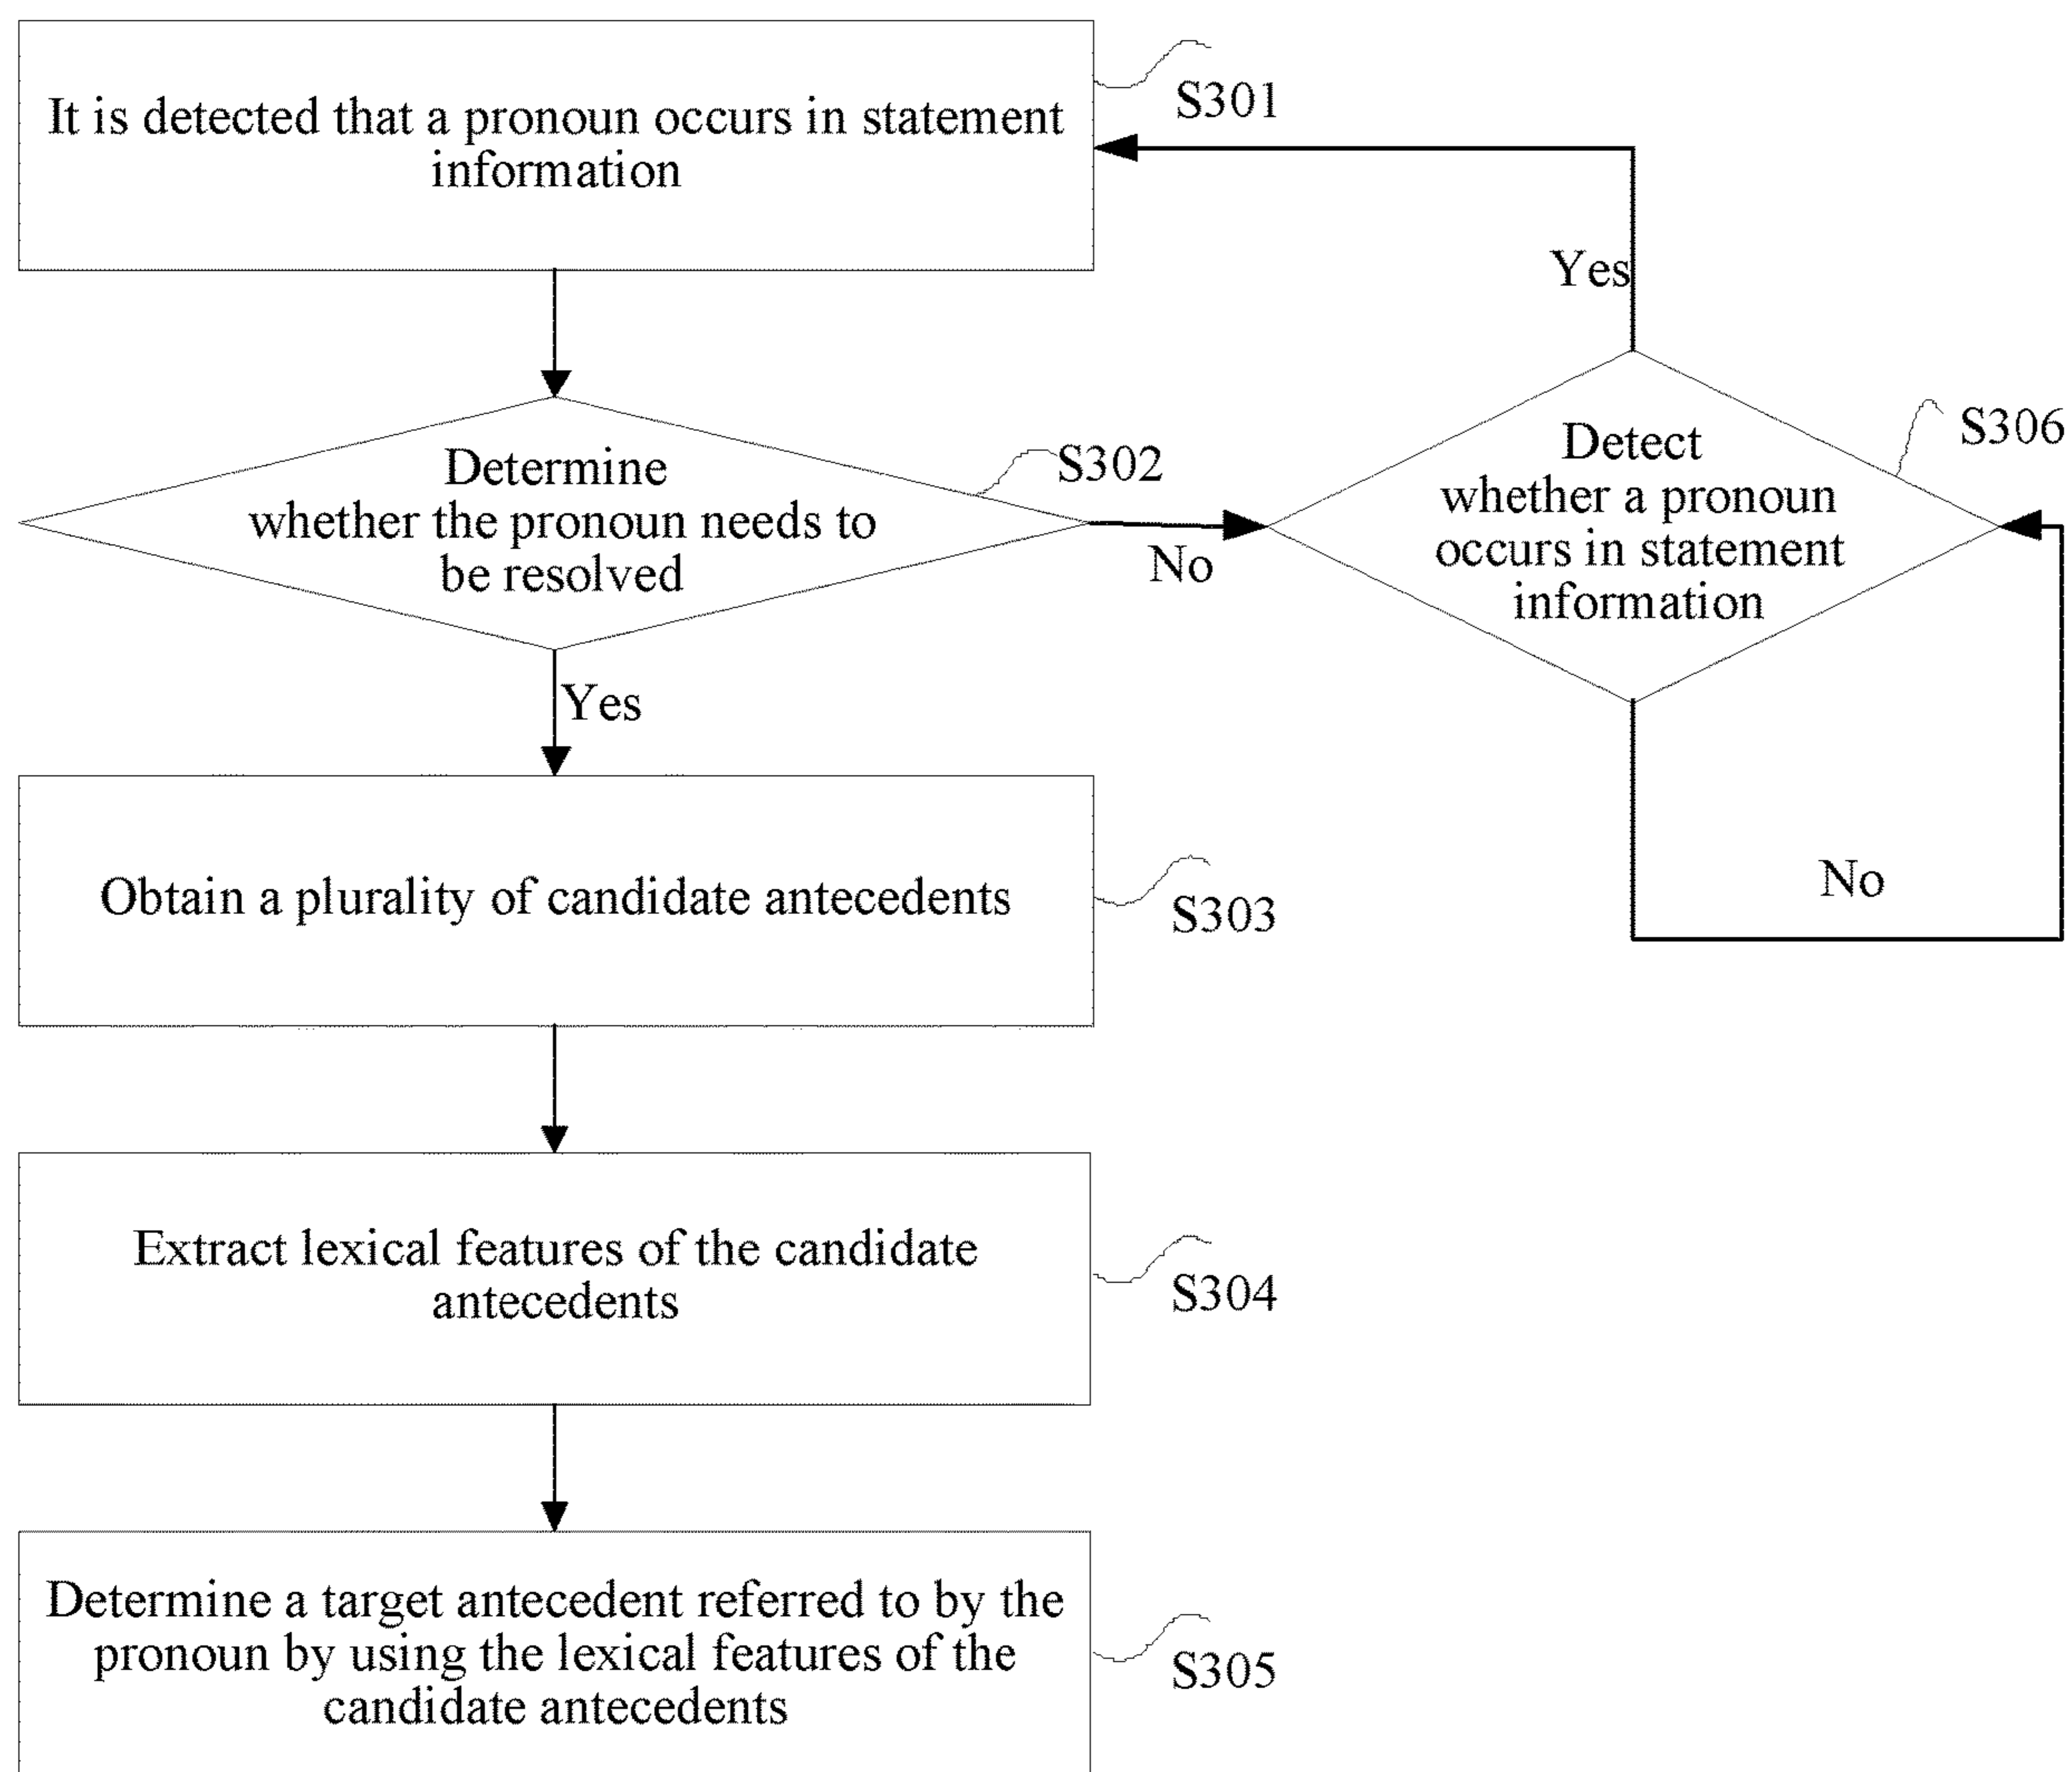 It is detected that a pronoun occurs in statement
information
S301
Yes
Determine
whether the pronoun needs to
be resolved
S302
No
Detect
whether a pronoun
occurs in statement
information
S306
Yes
No
Obtain a plurality of candidate antecedents
S303
Extract lexical features of the candidate
antecedents
S304
Determine a target antecedent referred to by the
pronoun by using the lexical features of the
candidate antecedents
S305